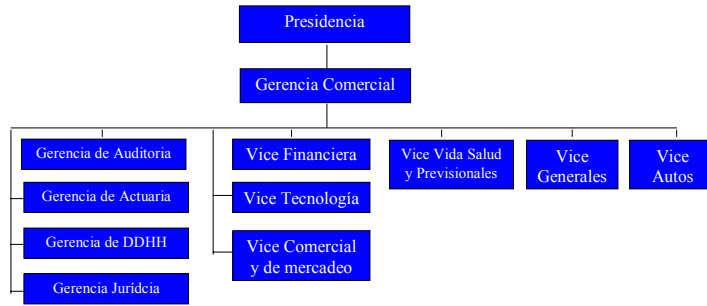 Presidencia
Gerencia Comercial
Gerencia de Auditoria
Vice Financiera
Vice Vida Salud
y Previsionales
Vice
Generales
Vice
Autos
Gerencia de Actuaria
Vice Tecnología
Gerencia de DDHH
Vice Comercial
y de mercadeo
Gerencia Jurídcia